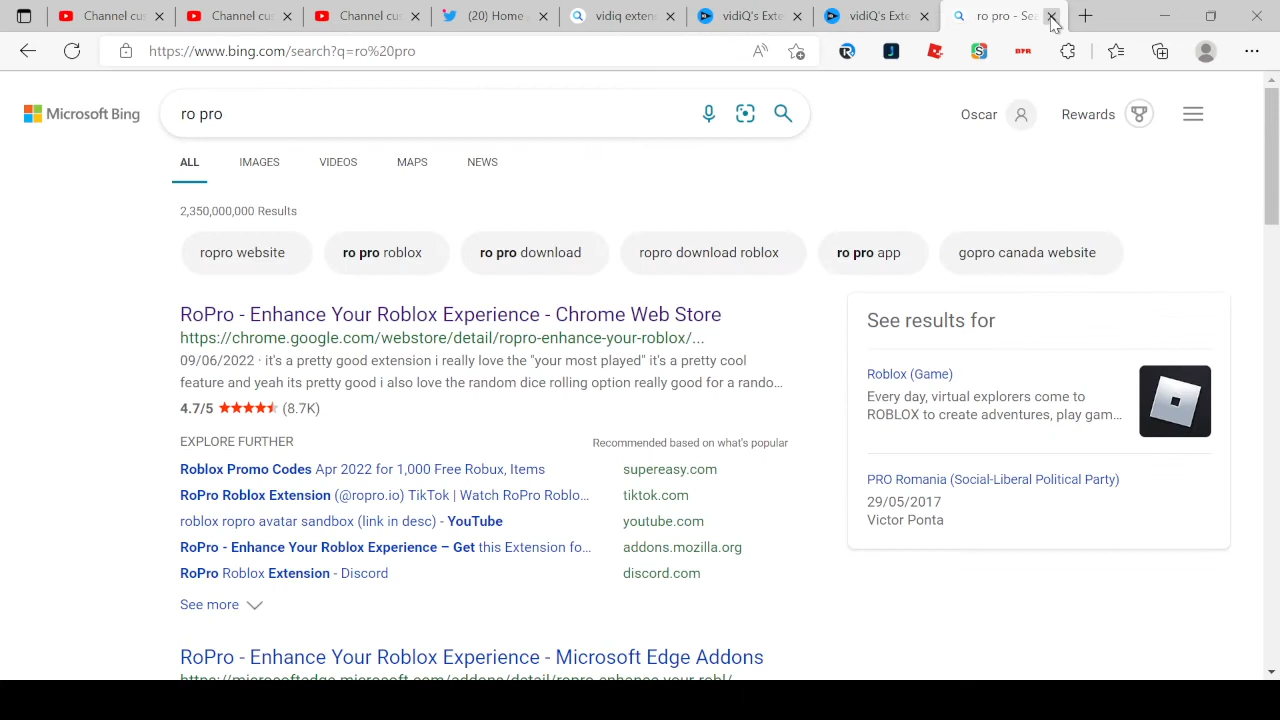 Channel cus
Channel cus
Channel cus
(20) Home
vidiq extens
vidiQ's Exte
vidiQ's Exte
ro pro - Sea
https://www.bing.com/search?q=ro%20pro
Microsoft Bing
ro pro
Oscar
Rewards
ALL
IMAGES
VIDEOS
MAPS
NEWS
2,350,000,000 Results
ropro website
ro pro roblox
ro pro download
ropro download roblox
ro pro app
gopro canada website
RoPro - Enhance Your Roblox Experience - Chrome Web Store
https://chrome.google.com/webstore/detail/ropro-enhance-your-roblox/...
09/06/2022 · it's a pretty good extension i really love the "your most played" it's a pretty cool
feature and yeah its pretty good i also love the random dice rolling option really good for a rando...
4.7/5 (8.7K)
EXPLORE FURTHER
Recommended based on what's popular
Roblox Promo Codes Apr 2022 for 1,000 Free Robux, Items
supereasy.com
RoPro Roblox Extension (@ropro.io) TikTok | Watch RoPro Roblo...
tiktok.com
roblox ropro avatar sandbox (link in desc) - YouTube
youtube.com
RoPro - Enhance Your Roblox Experience – Get this Extension fo...
addons.mozilla.org
RoPro Roblox Extension - Discord
discord.com
See more
RoPro - Enhance Your Roblox Experience - Microsoft Edge Addons
https://microsoftedge.microsoft.com/addons/detail/ropro-enhance-your-robl/...
See results for
Roblox (Game)
Every day, virtual explorers come to
ROBLOX to create adventures, play gam...
PRO Romania (Social-Liberal Political Party)
29/05/2017
Victor Ponta